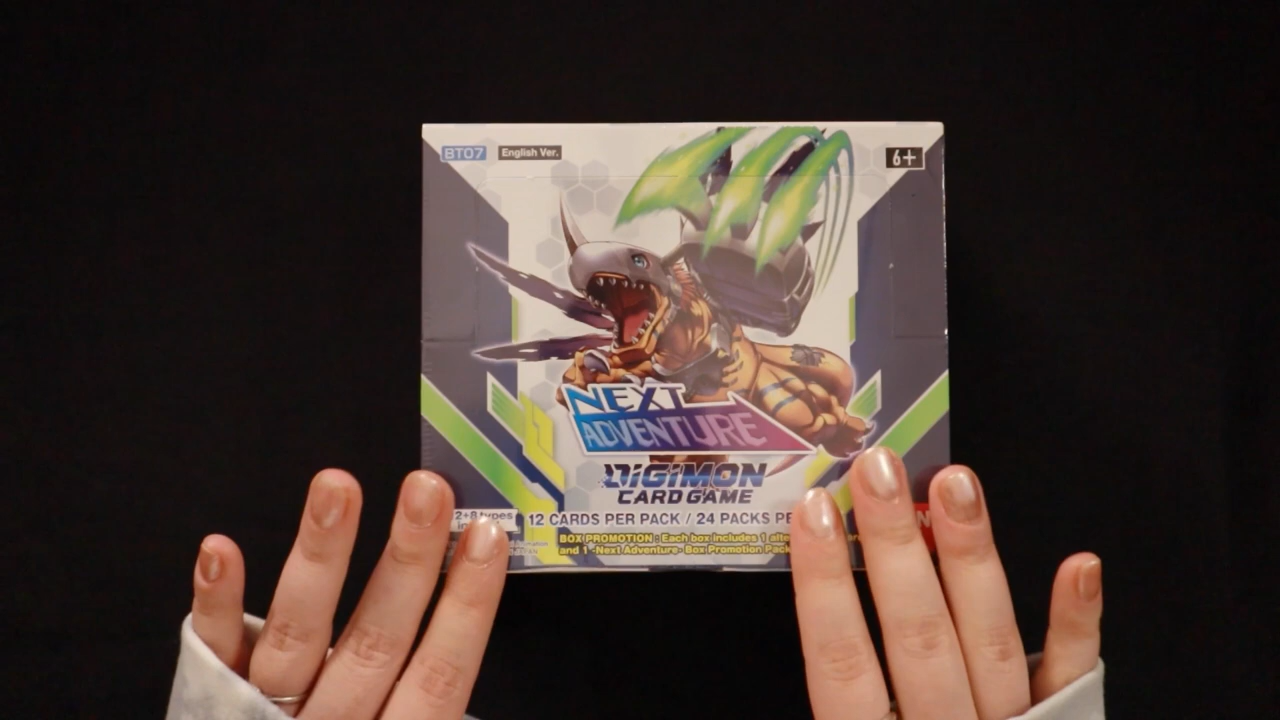 BT07 English Ver. 6+
NEXT
ADVENTURE
DIGIMON
CARD GAME
12 CARDS PER PACK / 24 PACKS PE
BOX PROMOTION : Each box includes 1 alte
and 1 -Next Adventure- Box Promotion Pack